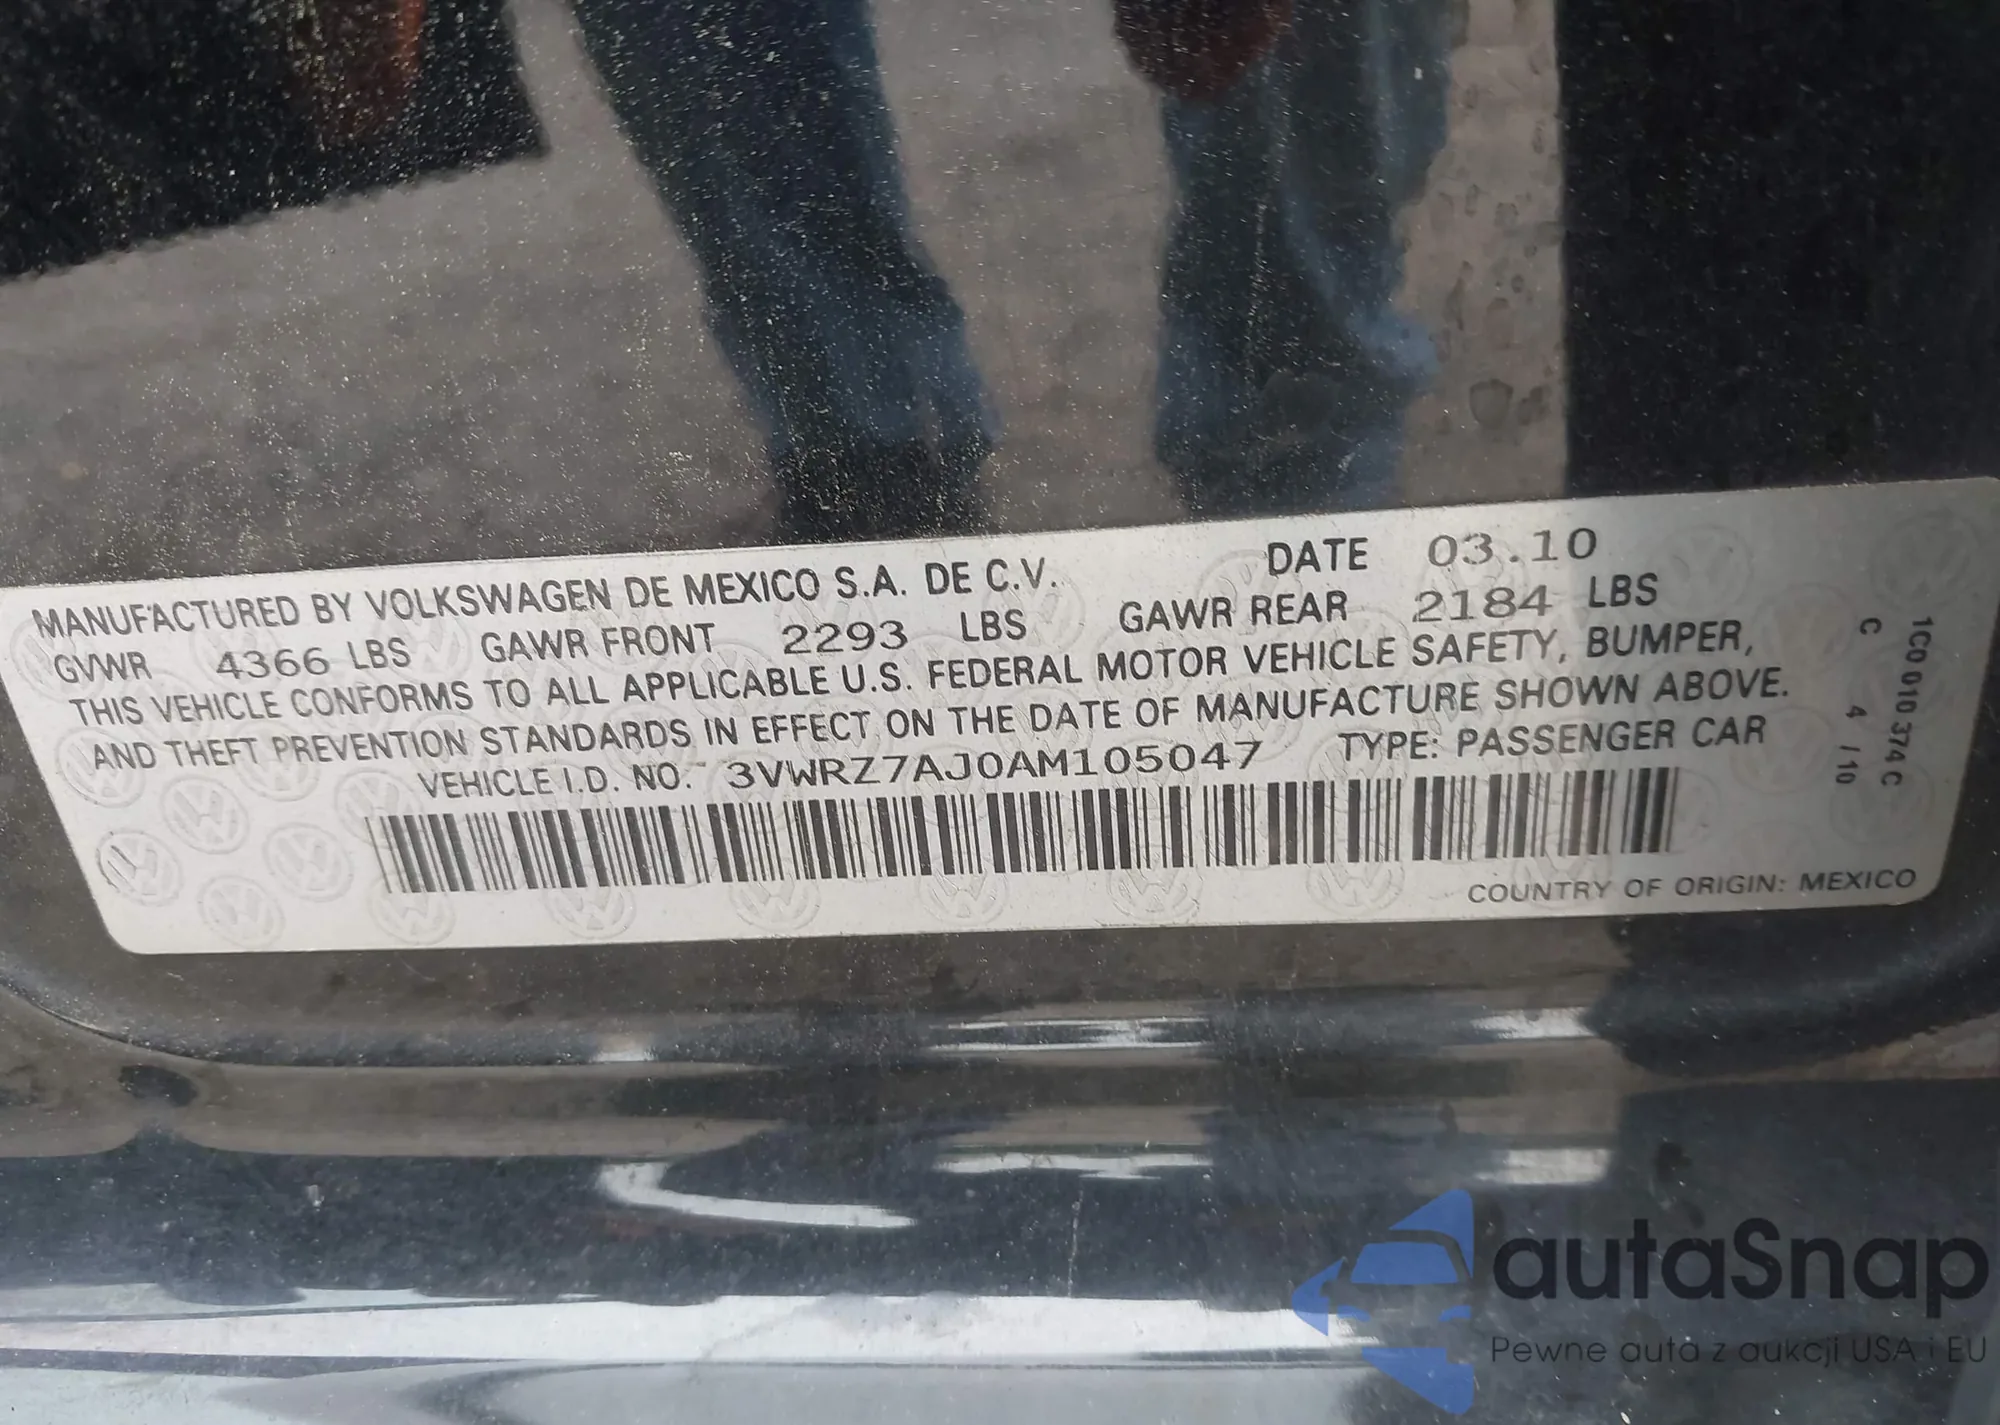 MANUFACTURED BY VOLKSWAGEN DE MEXICO S.A. DE C.V. DATE 03.10
GVWR 4366 LBS GAWR FRONT 2293 LBS GAWR REAR 2184 LBS
THIS VEHICLE CONFORMS TO ALL APPLICABLE U.S. FEDERAL MOTOR VEHICLE SAFETY, BUMPER,
AND THEFT PREVENTION STANDARDS IN EFFECT ON THE DATE OF MANUFACTURE SHOWN ABOVE.
VEHICLE I.D. NO: 3VWRZ7AJ0AM105047 TYPE: PASSENGER CAR
COUNTRY OF ORIGIN: MEXICO
1C0 010 374 C
C 4 /10
autaSnap
Pewne auta z aukcji USA i EU